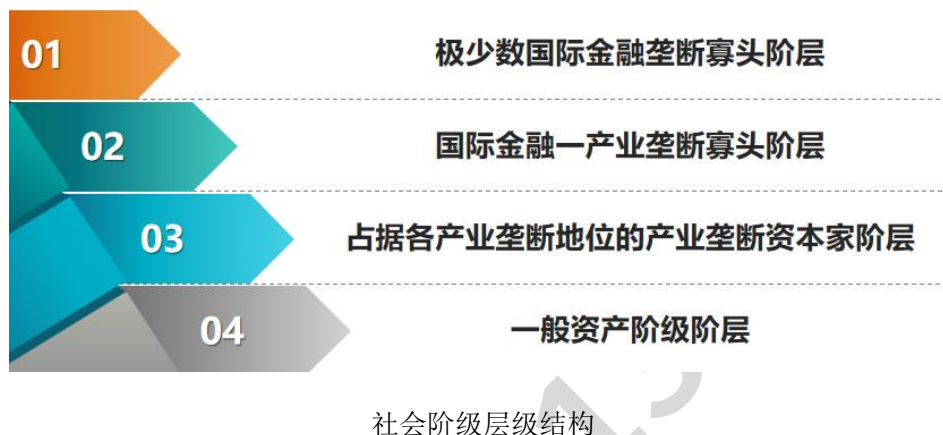 01 极少数国际金融垄断寡头阶层
02 国际金融一产业垄断寡头阶层
03 占据各产业垄断地位的产业垄断资本家阶层
04 一般资产阶级阶层
社会阶级层级结构